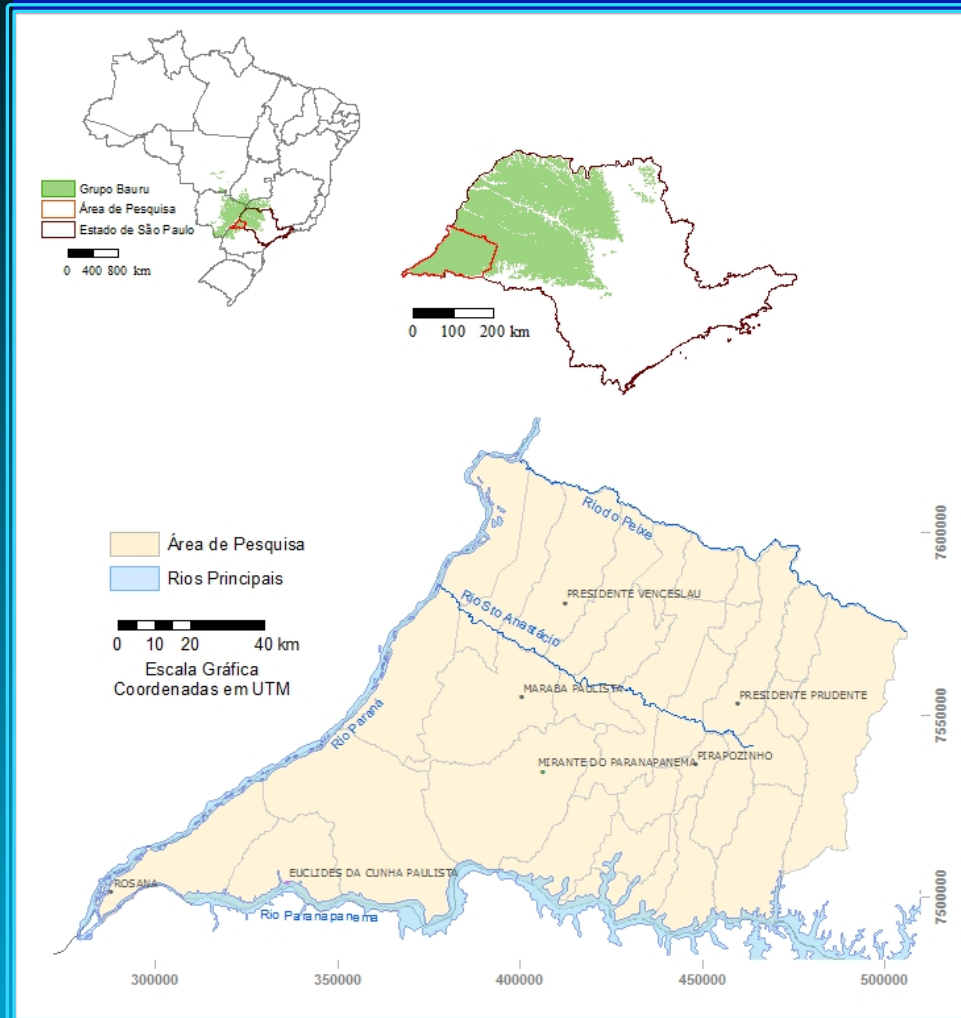 Grupo Bauru
Área de Pesquisa
Estado de São Paulo
0 400 800 km
0 100 200 km
Área de Pesquisa
Rios Principais
0 10 20 40 km
Escala Gráfica
Coordenadas em UTM
Rio do Peixe
PRESIDENTE VENCESLAU
Rio Sto Anastácio
MARABA PAULISTA
PRESIDENTE PRUDENTE
Rio Paraná
MIRANTE DO PARANAPANEMA
PIRAPOZINHO
EUCLIDES DA CUNHA PAULISTA
ROSANA
Rio Paranapanema
7600000
7550000
7500000
300000 350000 400000 450000 500000